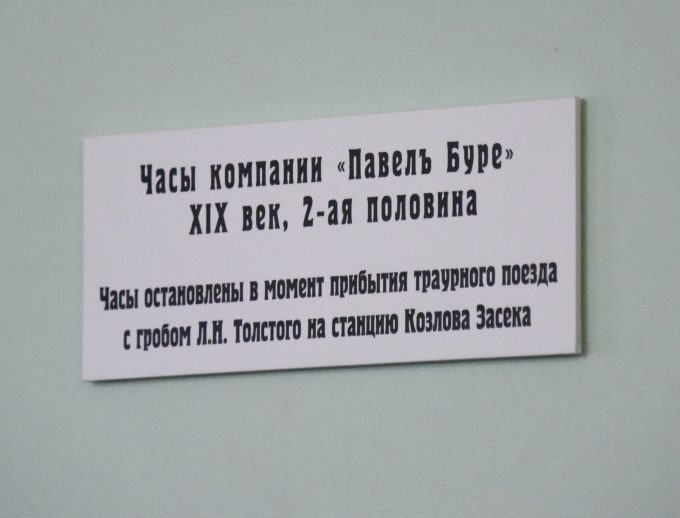 Часы компании «Павелъ Буре»
XIX век, 2-ая половина
Часы остановлены в момент прибытия траурного поезда
с гробом Л.Н. Толстого на станцию Козлова Засека